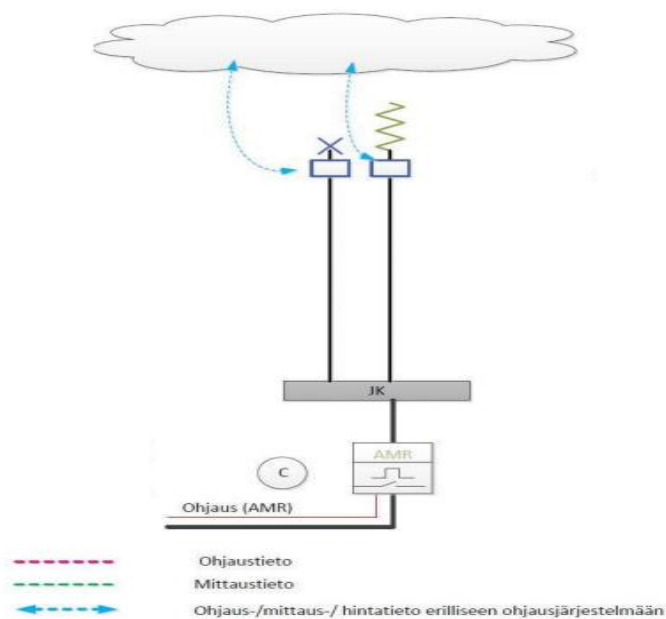 JK
AMR
C
Ohjaus (AMR)
Ohjaustieto
Mittaustieto
Ohjaus-/mittaus-/ hintatieto erilliseen ohjausjärjestelmään